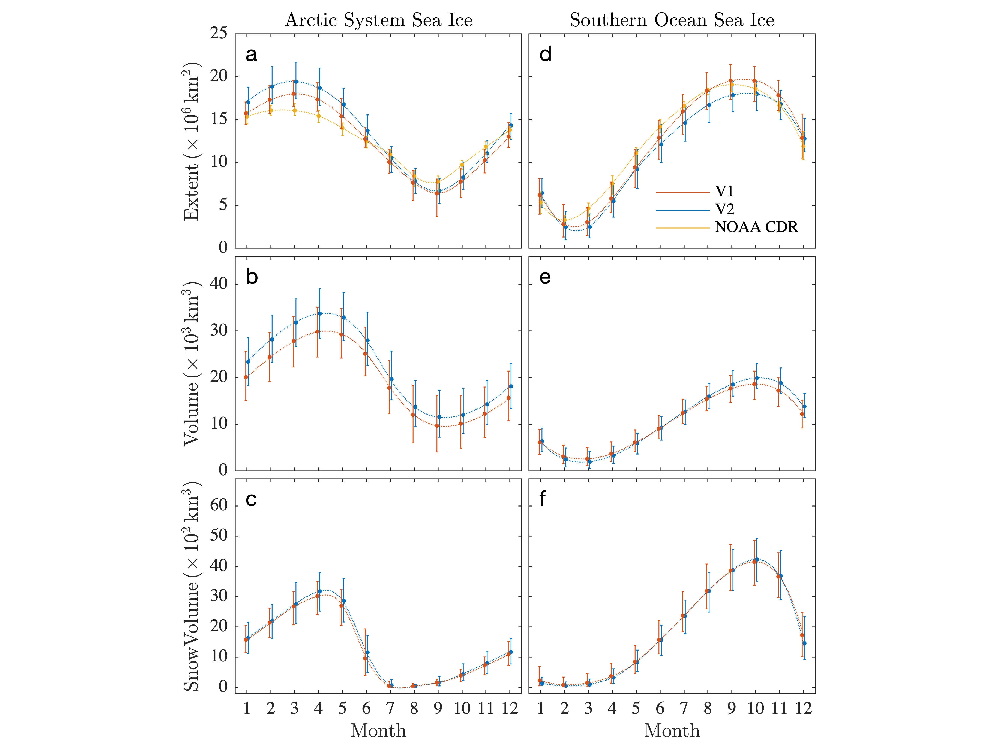 Arctic System Sea Ice
Southern Ocean Sea Ice
a
Extent (× 10⁶ km²)
25
20
15
10
5
0
d
V1
V2
NOAA CDR
b
Volume (× 10³ km³)
40
30
20
10
0
e
c
Snow Volume (× 10² km³)
60
50
40
30
20
10
0
f
1 2 3 4 5 6 7 8 9 10 11 12
Month
1 2 3 4 5 6 7 8 9 10 11 12
Month